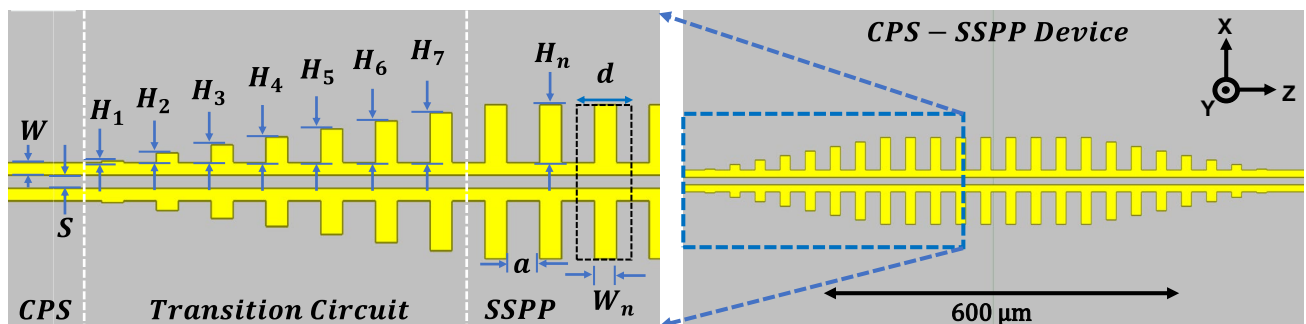 W
S
H1
H2
H3
H4
H5
H6
H7
Hn
d
a
Wn
CPS
Transition Circuit
SSPP
CPS − SSPP Device
X
Y
Z
600 μm